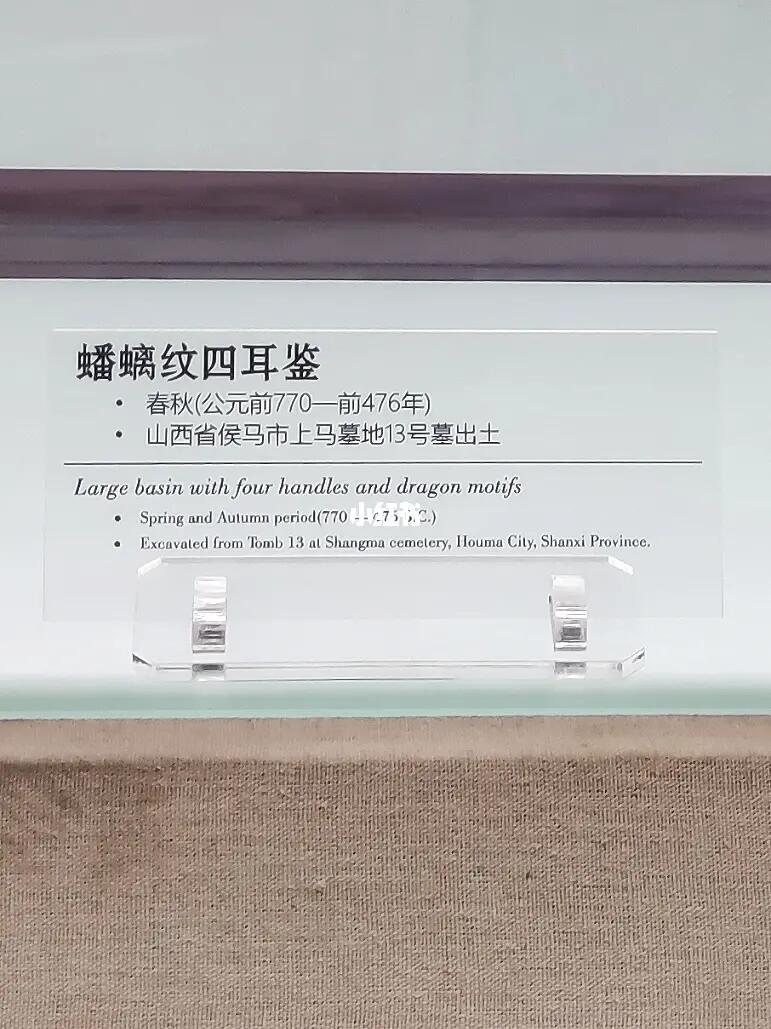 蟠螭纹四耳鉴
• 春秋(公元前770—前476年)
• 山西省侯马市上马墓地13号墓出土
Large basin with four handles and dragon motifs
• Spring and Autumn period(770 B.C.)
小红书
• Excavated from Tomb 13 at Shangma cemetery, Houma City, Shanxi Province.